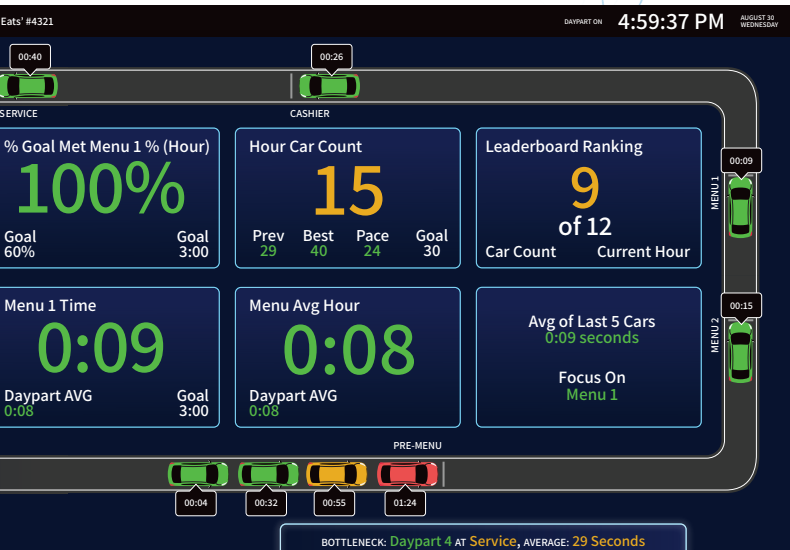 Eats' #4321
DAYPART ON 4:59:37 PM AUGUST 30 WEDNESDAY
00:40
00:26
SERVICE
CASHIER
% Goal Met Menu 1 % (Hour)
100%
Goal
60%
Goal
3:00
Hour Car Count
15
Prev Best Pace Goal
29 40 24 30
Leaderboard Ranking
9
of 12
Car Count Current Hour
00:09
MENU 1
Menu 1 Time
0:09
Daypart AVG
0:08
Goal
3:00
Menu Avg Hour
0:08
Daypart AVG
0:08
Avg of Last 5 Cars
0:09 seconds
Focus On
Menu 1
00:15
MENU 2
PRE-MENU
00:04
00:32
00:55
01:24
BOTTLENECK: Daypart 4 AT Service, AVERAGE: 29 Seconds